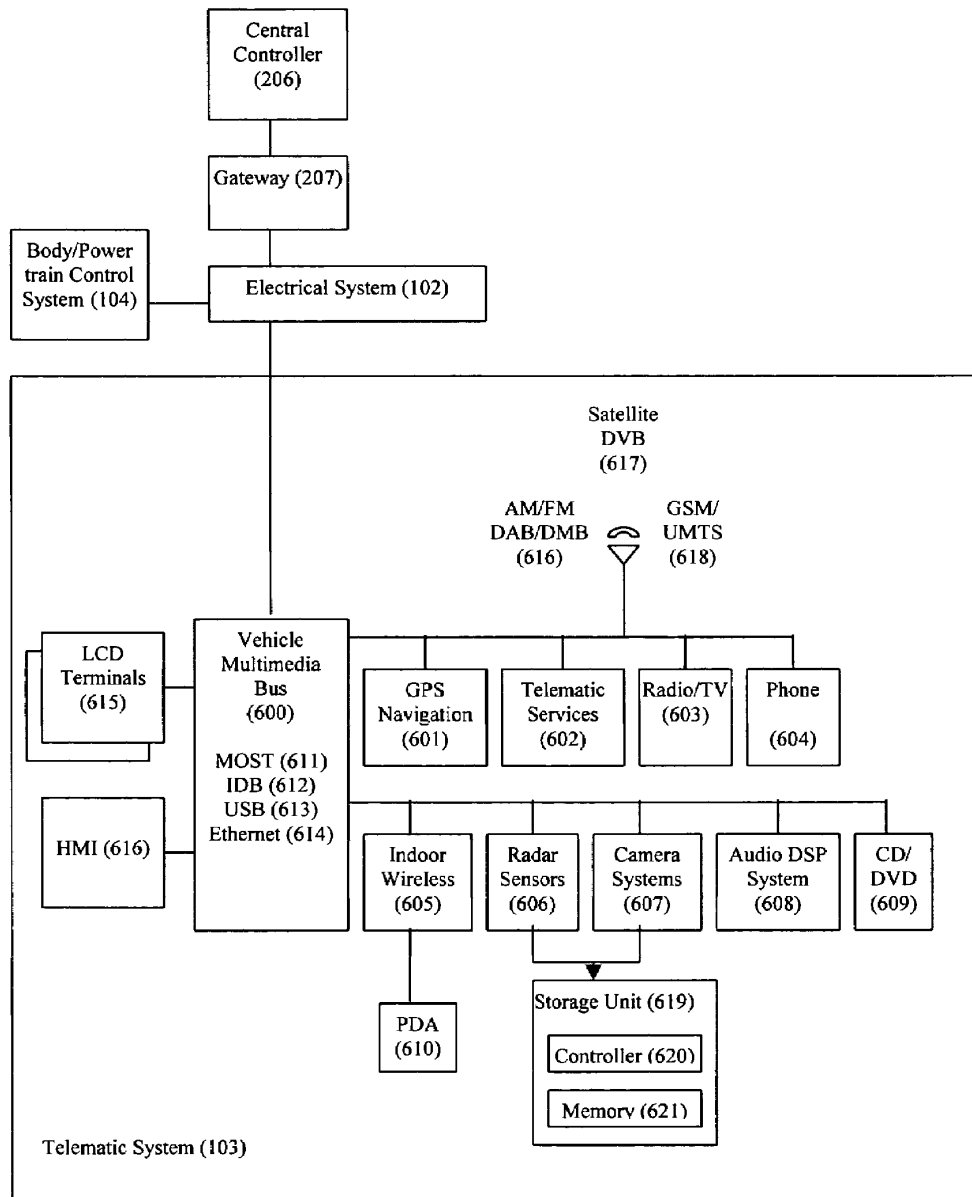 Central
Controller
(206)
Gateway (207)
Body/Power
train Control
System (104)
Electrical System (102)
Satellite
DVB
(617)
AM/FM
DAB/DMB
(616)
GSM/
UMTS
(618)
LCD
Terminals
(615)
Vehicle
Multimedia
Bus
(600)
MOST (611)
IDB (612)
USB (613)
Ethernet (614)
GPS
Navigation
(601)
Telematic
Services
(602)
Radio/TV
(603)
Phone
(604)
HMI (616)
Indoor
Wireless
(605)
Radar
Sensors
(606)
Camera
Systems
(607)
Audio DSP
System
(608)
CD/
DVD
(609)
PDA
(610)
Storage Unit (619)
Controller (620)
Memory (621)
Telematic System (103)